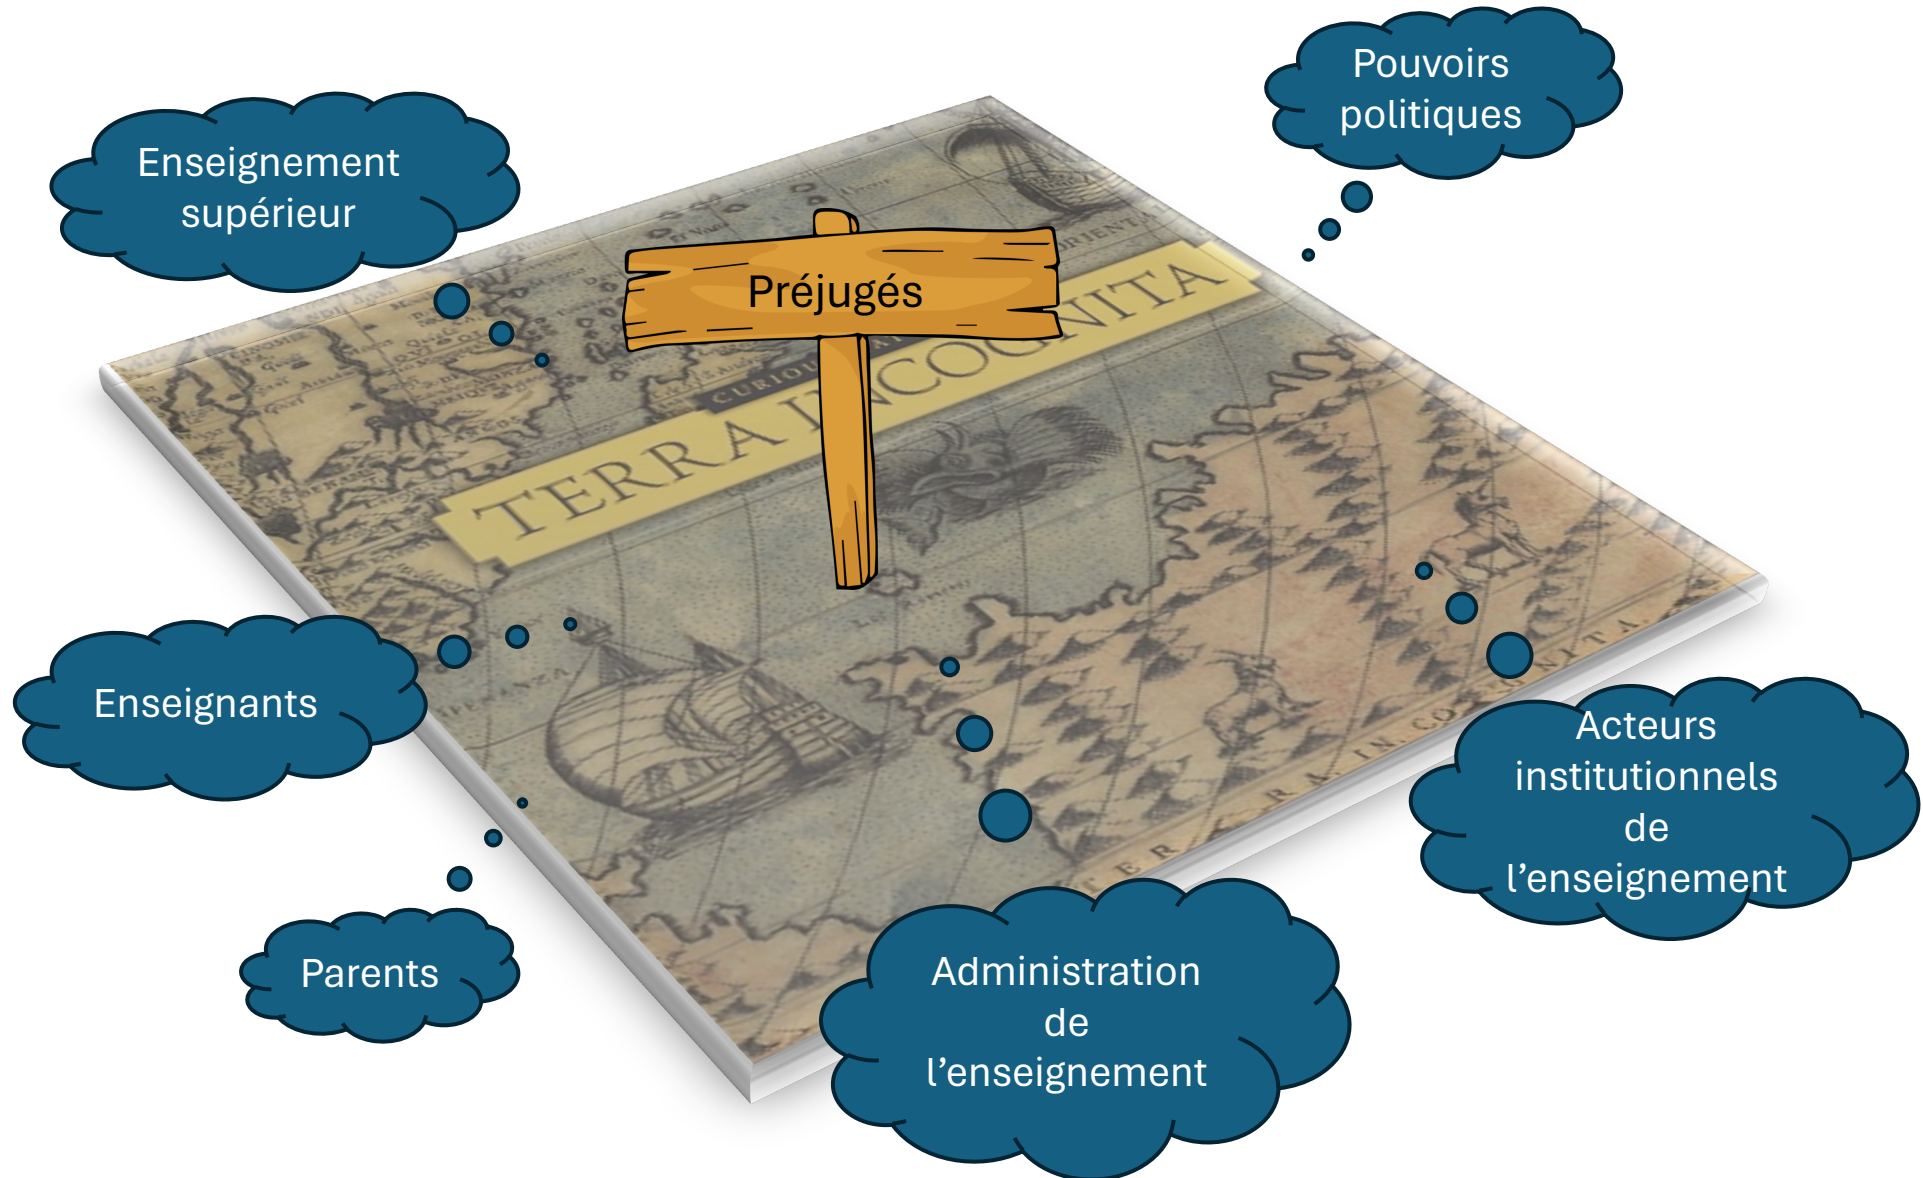 Pouvoirs
politiques
Enseignement
supérieur
Préjugés
TERRA INCOGNITA
Enseignants
Acteurs
institutionnels
de
l’enseignement
Parents
Administration
de
l’enseignement